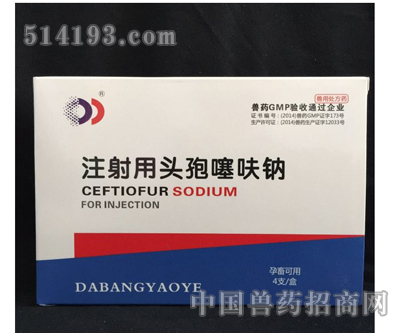 514193.com
®
兽用处方药
兽药GMP验收通过企业
证书编号：(2014)兽药GMP证字173号
生产许可证：(2014)兽药生产证字12033号
注射用头孢噻呋钠
CEFTIOFUR SODIUM
FOR INJECTION
孕畜可用
4支/盒
DABANGYAOYE
中国兽药招商网